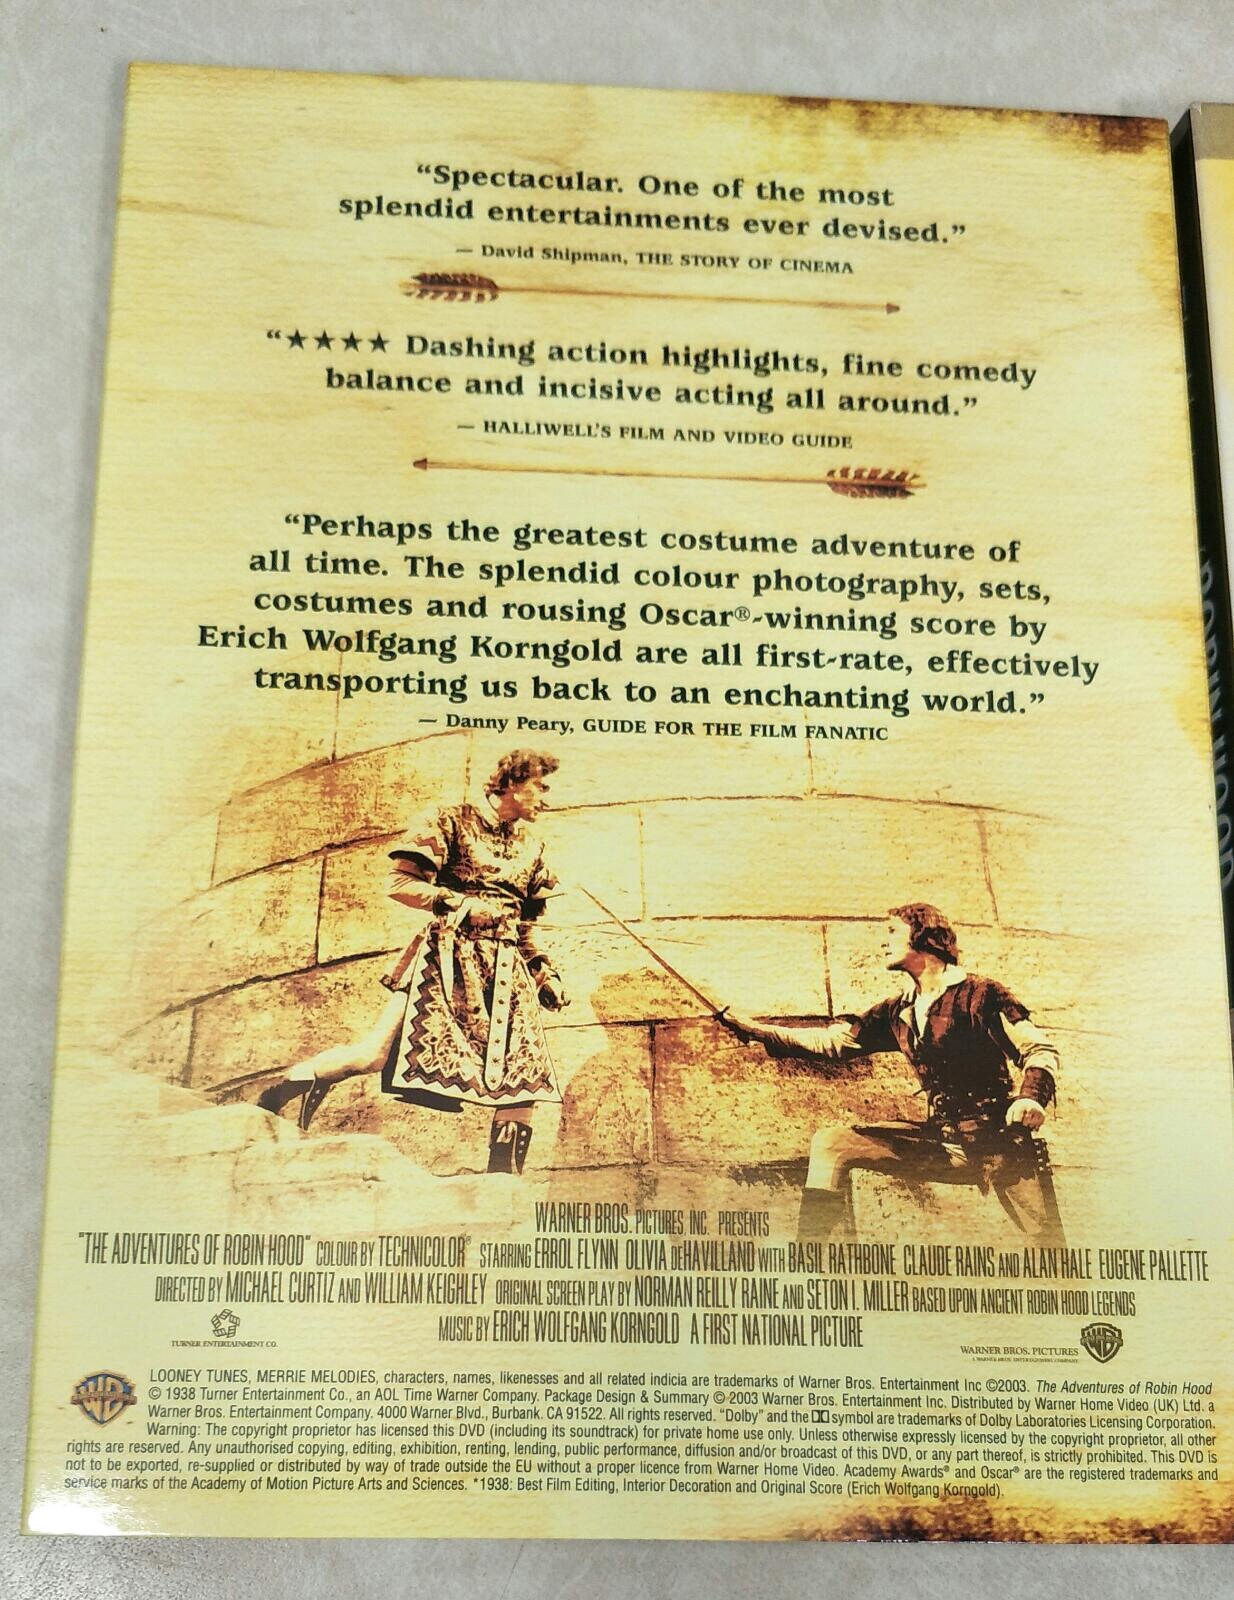 “Spectacular. One of the most
splendid entertainments ever devised.”
— David Shipman, THE STORY OF CINEMA
“★★★★ Dashing action highlights, fine comedy
balance and incisive acting all around.”
— HALLIWELL'S FILM AND VIDEO GUIDE
“Perhaps the greatest costume adventure of
all time. The splendid colour photography, sets,
costumes and rousing Oscar®-winning score by
Erich Wolfgang Korngold are all first-rate, effectively
transporting us back to an enchanting world.”
— Danny Peary, GUIDE FOR THE FILM FANATIC
WARNER BROS. PICTURES, INC. PRESENTS
"THE ADVENTURES OF ROBIN HOOD" COLOUR BY TECHNICOLOR® STARRING ERROL FLYNN OLIVIA DEHAVILLAND WITH BASIL RATHBONE CLAUDE RAINS AND ALAN HALE EUGENE PALLETTE
DIRECTED BY MICHAEL CURTIZ AND WILLIAM KEIGHLEY ORIGINAL SCREEN PLAY BY NORMAN REILLY RAINE AND SETON I. MILLER BASED UPON ANCIENT ROBIN HOOD LEGENDS
MUSIC BY ERICH WOLFGANG KORNGOLD A FIRST NATIONAL PICTURE
TURNER ENTERTAINMENT CO.
WARNER BROS. PICTURES
A WARNER BROS. ENTERTAINMENT COMPANY
LOONEY TUNES, MERRIE MELODIES, characters, names, likenesses and all related indicia are trademarks of Warner Bros. Entertainment Inc ©2003. The Adventures of Robin Hood
© 1938 Turner Entertainment Co., an AOL Time Warner Company. Package Design & Summary © 2003 Warner Bros. Entertainment Inc. Distributed by Warner Home Video (UK) Ltd. a
Warner Bros. Entertainment Company. 4000 Warner Blvd., Burbank. CA 91522. All rights reserved. “Dolby” and the symbol are trademarks of Dolby Laboratories Licensing Corporation.
Warning: The copyright proprietor has licensed this DVD (including its soundtrack) for private home use only. Unless otherwise expressly licensed by the copyright proprietor, all other
rights are reserved. Any unauthorised copying, editing, exhibition, renting, lending, public performance, diffusion and/or broadcast of this DVD, or any part thereof, is strictly prohibited. This DVD is
not to be exported, re-supplied or distributed by way of trade outside the EU without a proper licence from Warner Home Video. Academy Awards® and Oscar® are the registered trademarks and
service marks of the Academy of Motion Picture Arts and Sciences. *1938: Best Film Editing, Interior Decoration and Original Score (Erich Wolfgang Korngold).
ROBIN HOOD